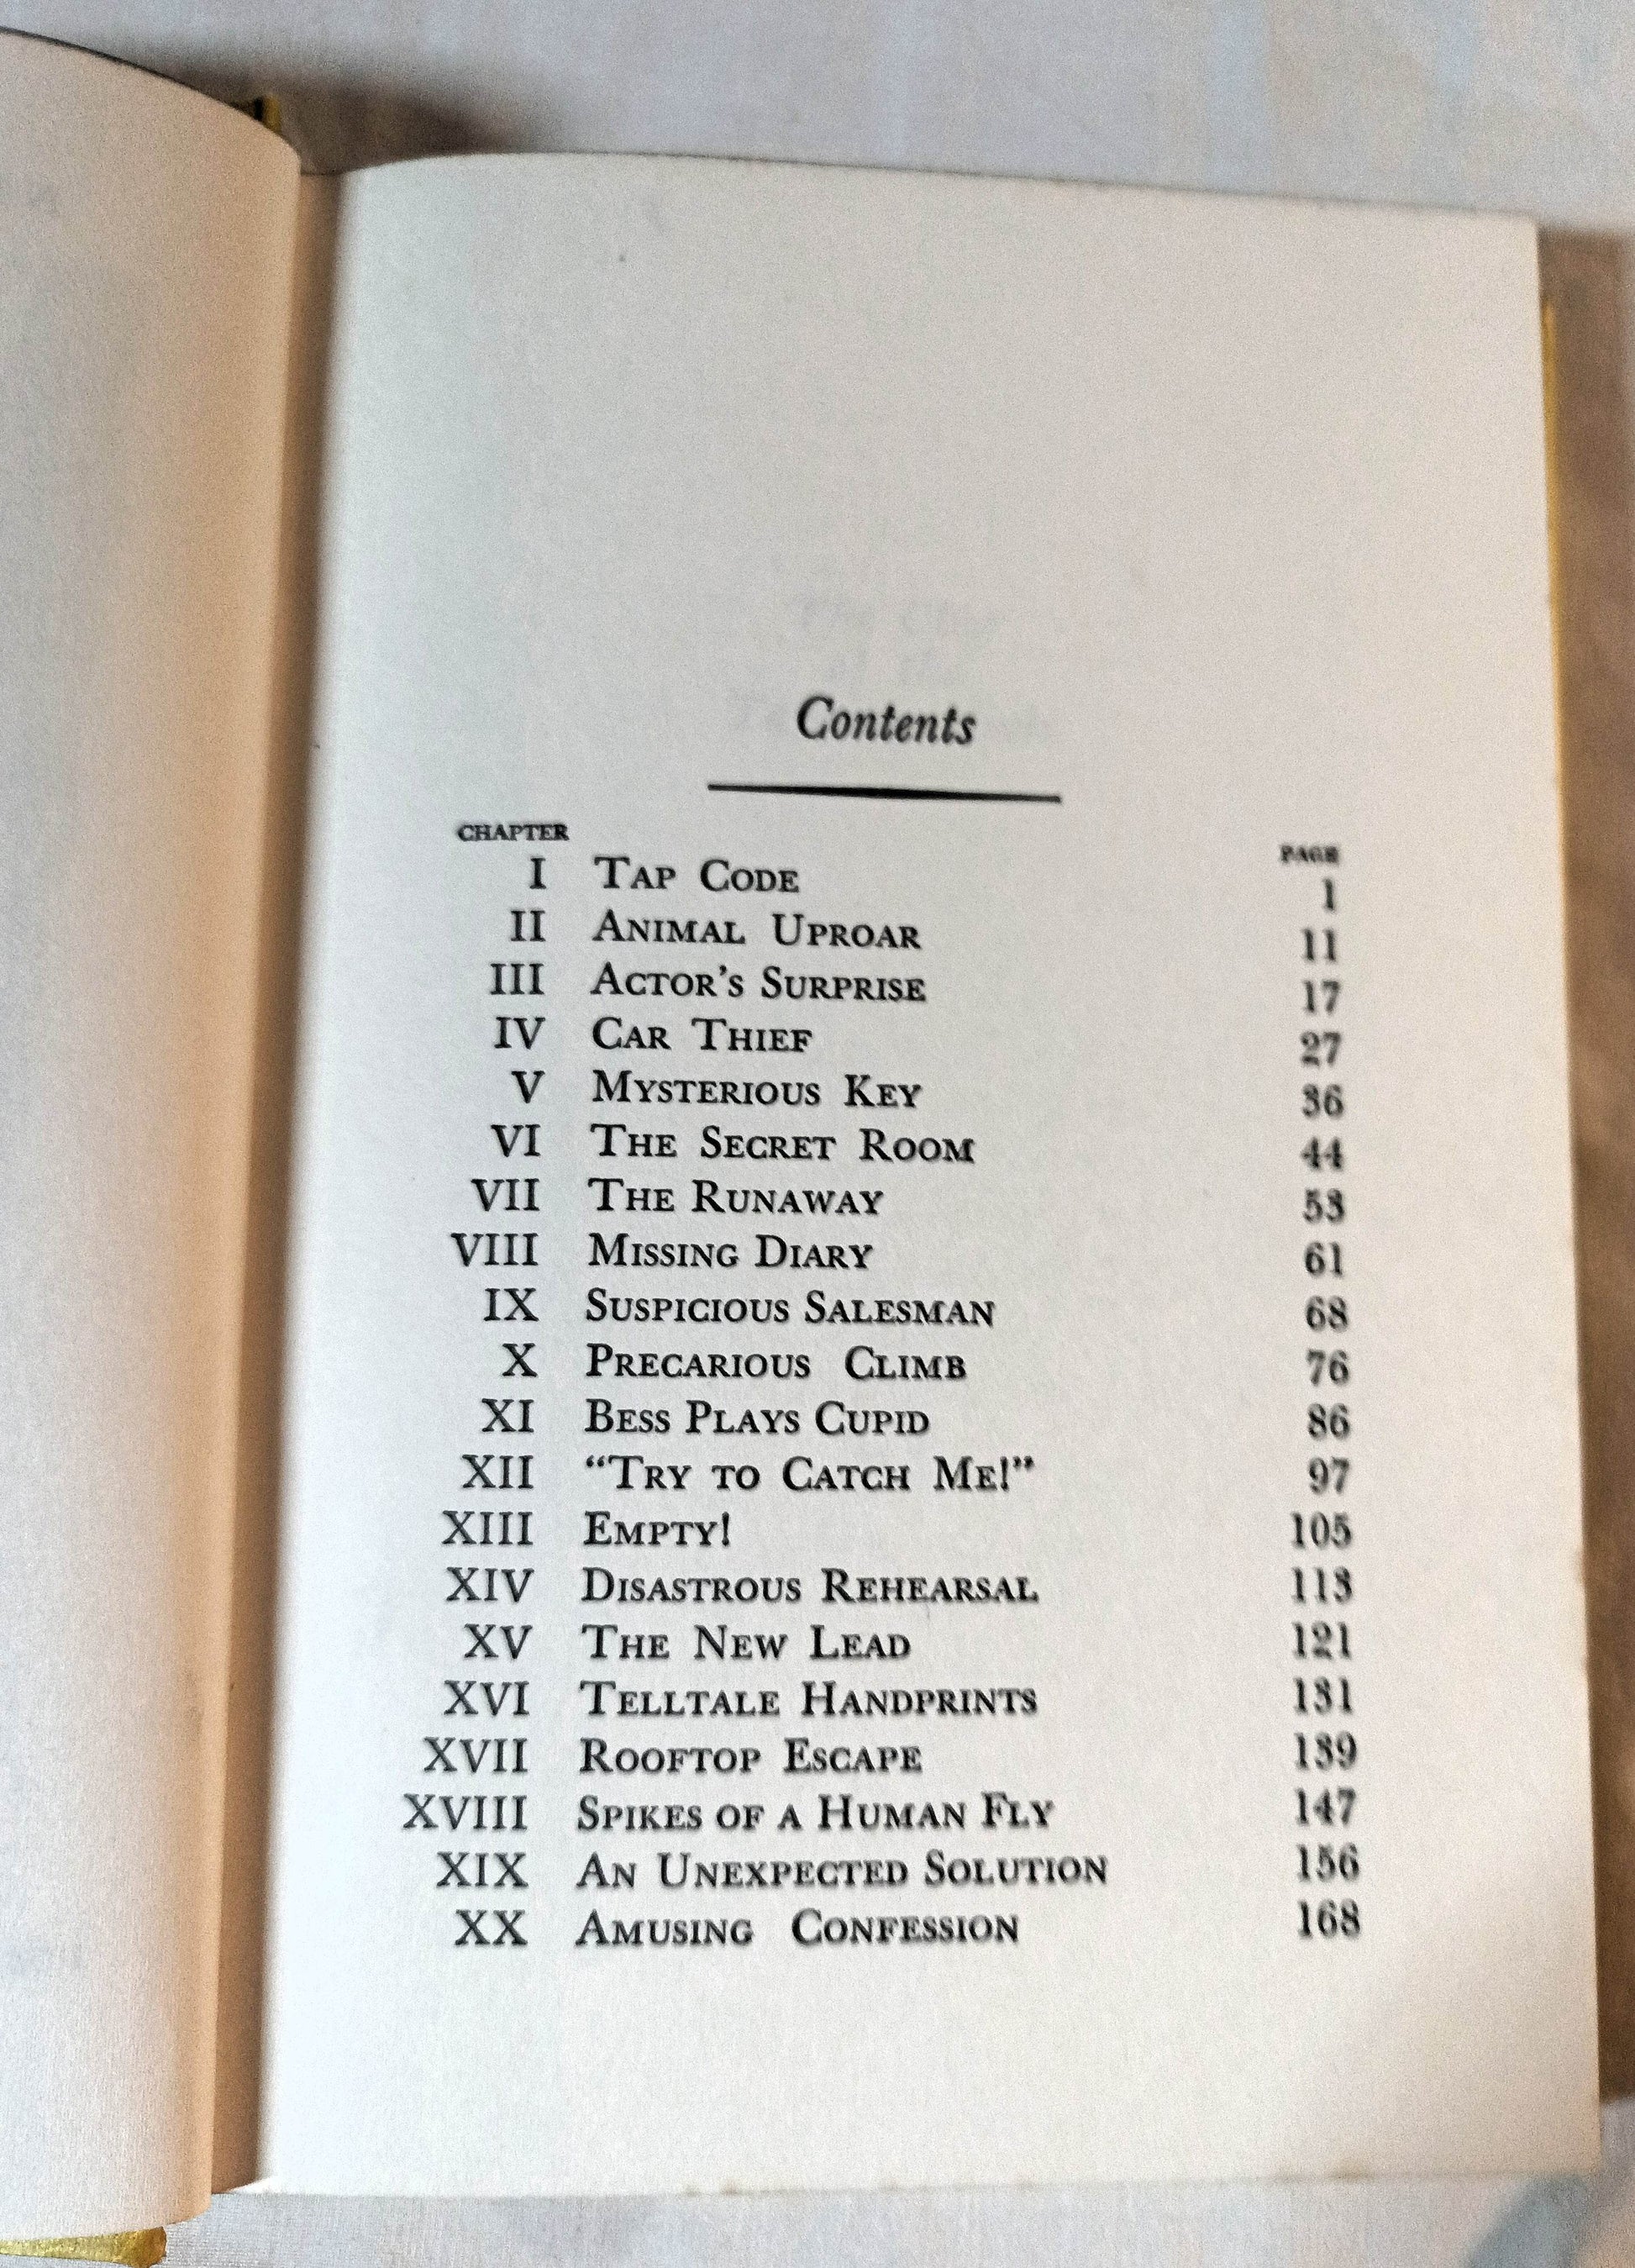 Contents
CHAPTER PAGE
I TAP CODE 1
II ANIMAL UPROAR 11
III ACTOR'S SURPRISE 17
IV CAR THIEF 27
V MYSTERIOUS KEY 36
VI THE SECRET ROOM 44
VII THE RUNAWAY 53
VIII MISSING DIARY 61
IX SUSPICIOUS SALESMAN 68
X PRECARIOUS CLIMB 76
XI BESS PLAYS CUPID 86
XII “TRY TO CATCH ME!” 97
XIII EMPTY! 105
XIV DISASTROUS REHEARSAL 113
XV THE NEW LEAD 121
XVI TELLTALE HANDPRINTS 131
XVII ROOFTOP ESCAPE 139
XVIII SPIKES OF A HUMAN FLY 147
XIX AN UNEXPECTED SOLUTION 156
XX AMUSING CONFESSION 168